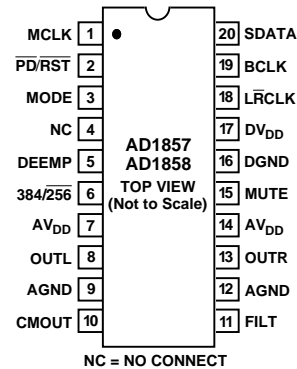 MCLK 1 20 SDATA
PD/RST 2 19 BCLK
MODE 3 18 LRCLK
NC 4 17 DVDD
DEEMP 5 16 DGND
384/256 6 15 MUTE
AVDD 7 14 AVDD
OUTL 8 13 OUTR
AGND 9 12 AGND
CMOUT 10 11 FILT
AD1857
AD1858
TOP VIEW
(Not to Scale)
NC = NO CONNECT